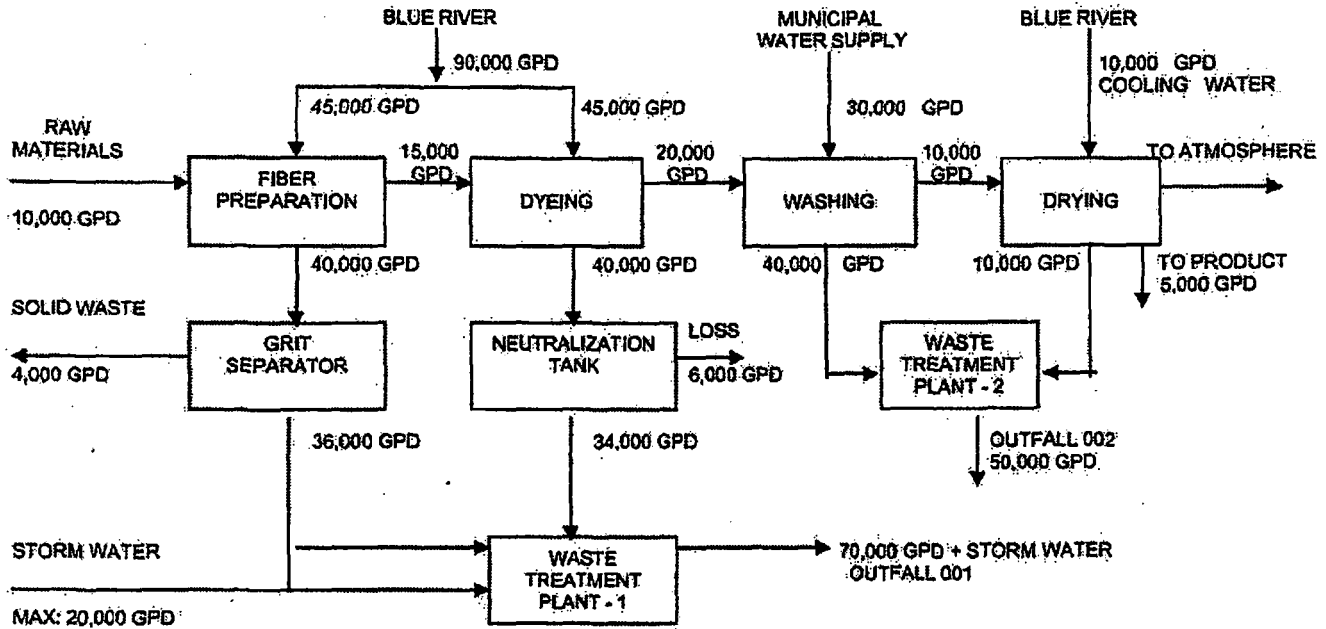 BLUE RIVER
90,000 GPD
45,000 GPD
45,000 GPD
MUNICIPAL
WATER SUPPLY
30,000 GPD
BLUE RIVER
10,000 GPD
COOLING WATER
RAW
MATERIALS
10,000 GPD
FIBER
PREPARATION
15,000
GPD
DYEING
20,000
GPD
WASHING
10,000
GPD
DRYING
TO ATMOSPHERE
40,000 GPD
40,000 GPD
40,000 GPD
10,000 GPD
TO PRODUCT
5,000 GPD
SOLID WASTE
4,000 GPD
GRIT
SEPARATOR
NEUTRALIZATION
TANK
LOSS
6,000 GPD
WASTE
TREATMENT
PLANT - 2
36,000 GPD
34,000 GPD
OUTFALL 002
50,000 GPD
STORM WATER
MAX: 20,000 GPD
WASTE
TREATMENT
PLANT - 1
70,000 GPD + STORM WATER
OUTFALL 001